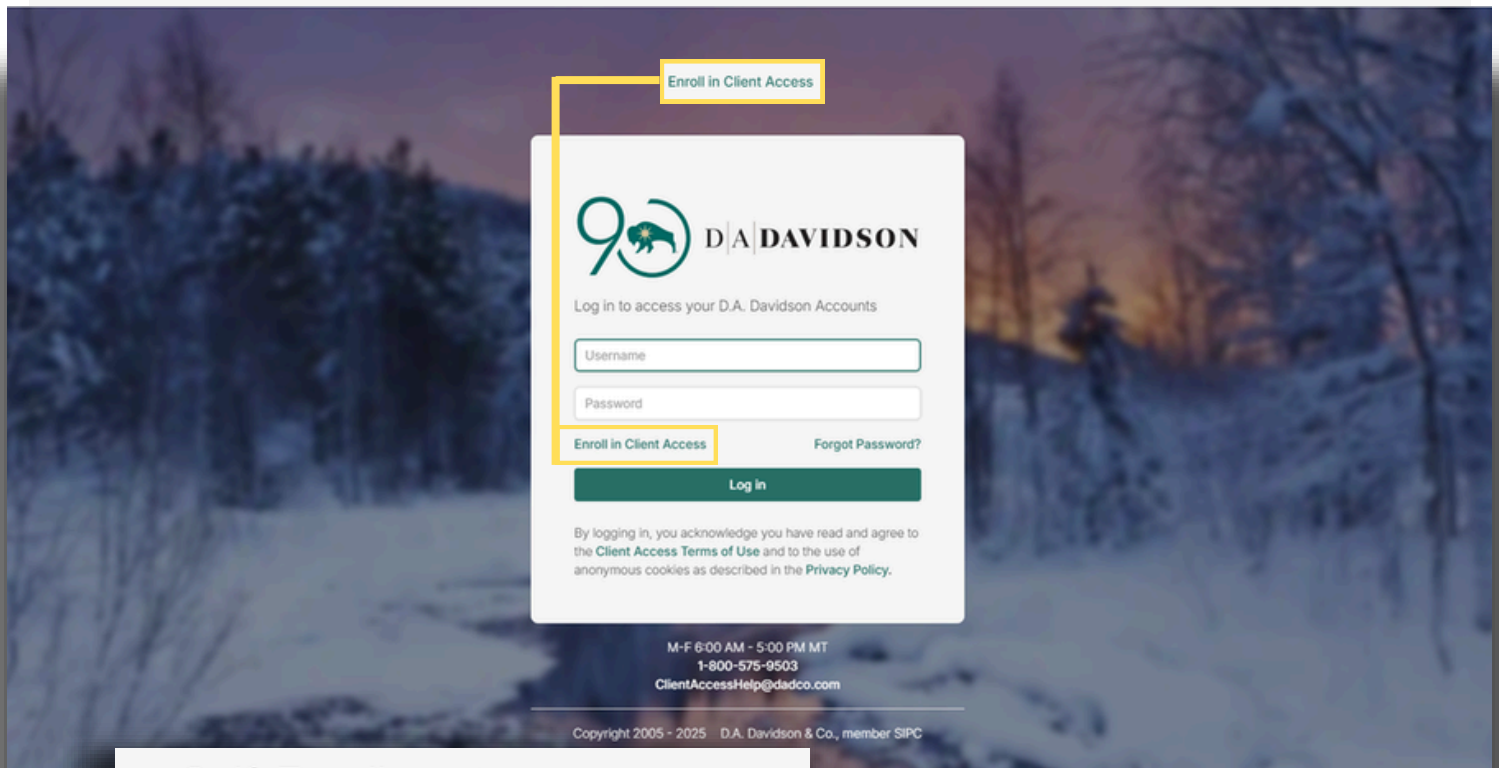 Enroll in Client Access
90 D|A|DAVIDSON
Log in to access your D.A. Davidson Accounts
Username
Password
Enroll in Client Access Forgot Password?
Log in
By logging in, you acknowledge you have read and agree to
the Client Access Terms of Use and to the use of
anonymous cookies as described in the Privacy Policy.
M-F 6:00 AM - 5:00 PM MT
1-800-575-9503
ClientAccessHelp@dadco.com
Copyright 2005 - 2025 D.A. Davidson & Co., member SIPC